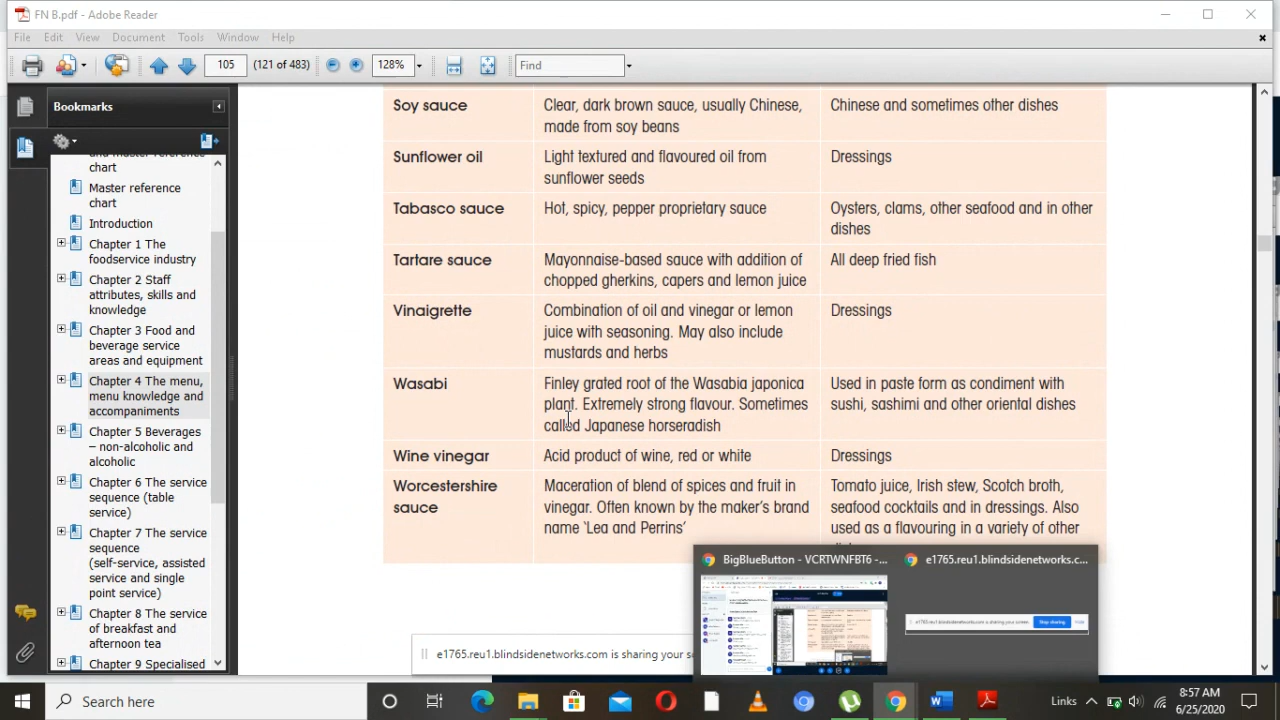 FN B.pdf - Adobe Reader
File Edit View Document Tools Window Help
105 (121 of 483) 128% Find
Bookmarks
and master reference
chart
Master reference
chart
Introduction
Chapter 1 The
foodservice industry
Chapter 2 Staff
attributes, skills and
knowledge
Chapter 3 Food and
beverage service
areas and equipment
Chapter 4 The menu,
menu knowledge and
accompaniments
Chapter 5 Beverages
– non-alcoholic and
alcoholic
Chapter 6 The service
sequence (table
service)
Chapter 7 The service
sequence
(self-service, assisted
service and single
point service)
Chapter 8 The service
of breakfast and
afternoon tea
Chapter 9 Specialised
Soy sauce Clear, dark brown sauce, usually Chinese, Chinese and sometimes other dishes
made from soy beans
Sunflower oil Light textured and flavoured oil from Dressings
sunflower seeds
Tabasco sauce Hot, spicy, pepper proprietary sauce Oysters, clams, other seafood and in other
dishes
Tartare sauce Mayonnaise-based sauce with addition of All deep fried fish
chopped gherkins, capers and lemon juice
Vinaigrette Combination of oil and vinegar or lemon Dressings
juice with seasoning. May also include
mustards and herbs
Wasabi Finley grated root of the Wasabia japonica Used in paste form as condiment with
plant. Extremely strong flavour. Sometimes sushi, sashimi and other oriental dishes
called Japanese horseradish
Wine vinegar Acid product of wine, red or white Dressings
Worcestershire Maceration of blend of spices and fruit in Tomato juice, Irish stew, Scotch broth,
sauce vinegar. Often known by the maker's brand seafood cocktails and in dressings. Also
name 'Lea and Perrins' used as a flavouring in a variety of other
BigBlueButton - VCRTWNFBT6 -... e1765.reu1.blindsidenetworks.c...
e1765.reu1.blindsidenetworks.com is sharing your screen. Stop sharing
e1765.reu1.blindsidenetworks.com is sharing your s
Search here
Links
8:57 AM
6/25/2020